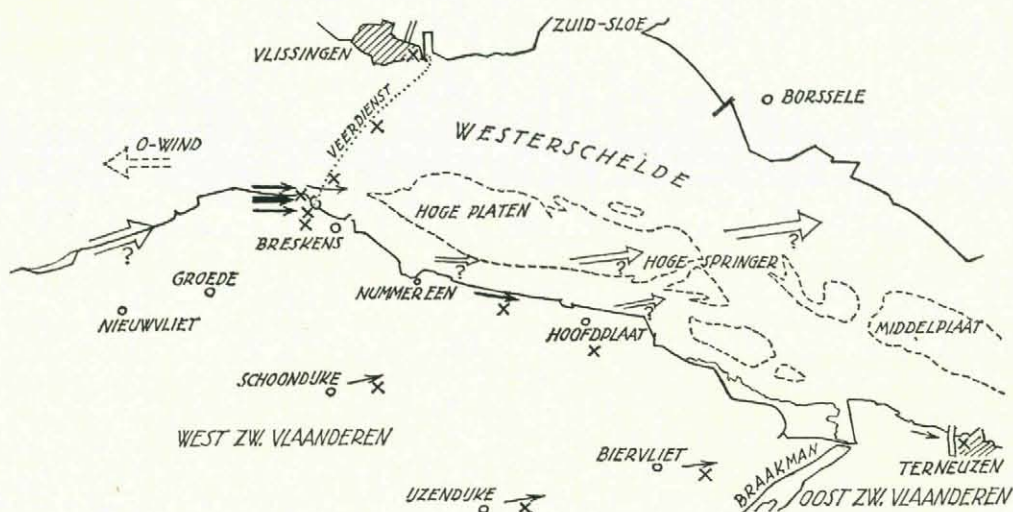 ZUID-SLOE
VLISSINGEN
BORSSELE
VEERDIENST
O-WIND
WESTERSCHELDE
HOGE PLATEN
BRESKENS
?
?
?
?
HOGE SPRINGER
?
GROEDE
NUMMEREEN
NIEUWVLIET
HOOFDPLAAT
MIDDELPLAAT
SCHOONDIJKE
WEST ZW. VLAANDEREN
BIERVLIET
TERNEUZEN
BRAAKMAN
IJZENDIJKE
OOST ZW. VLAANDEREN